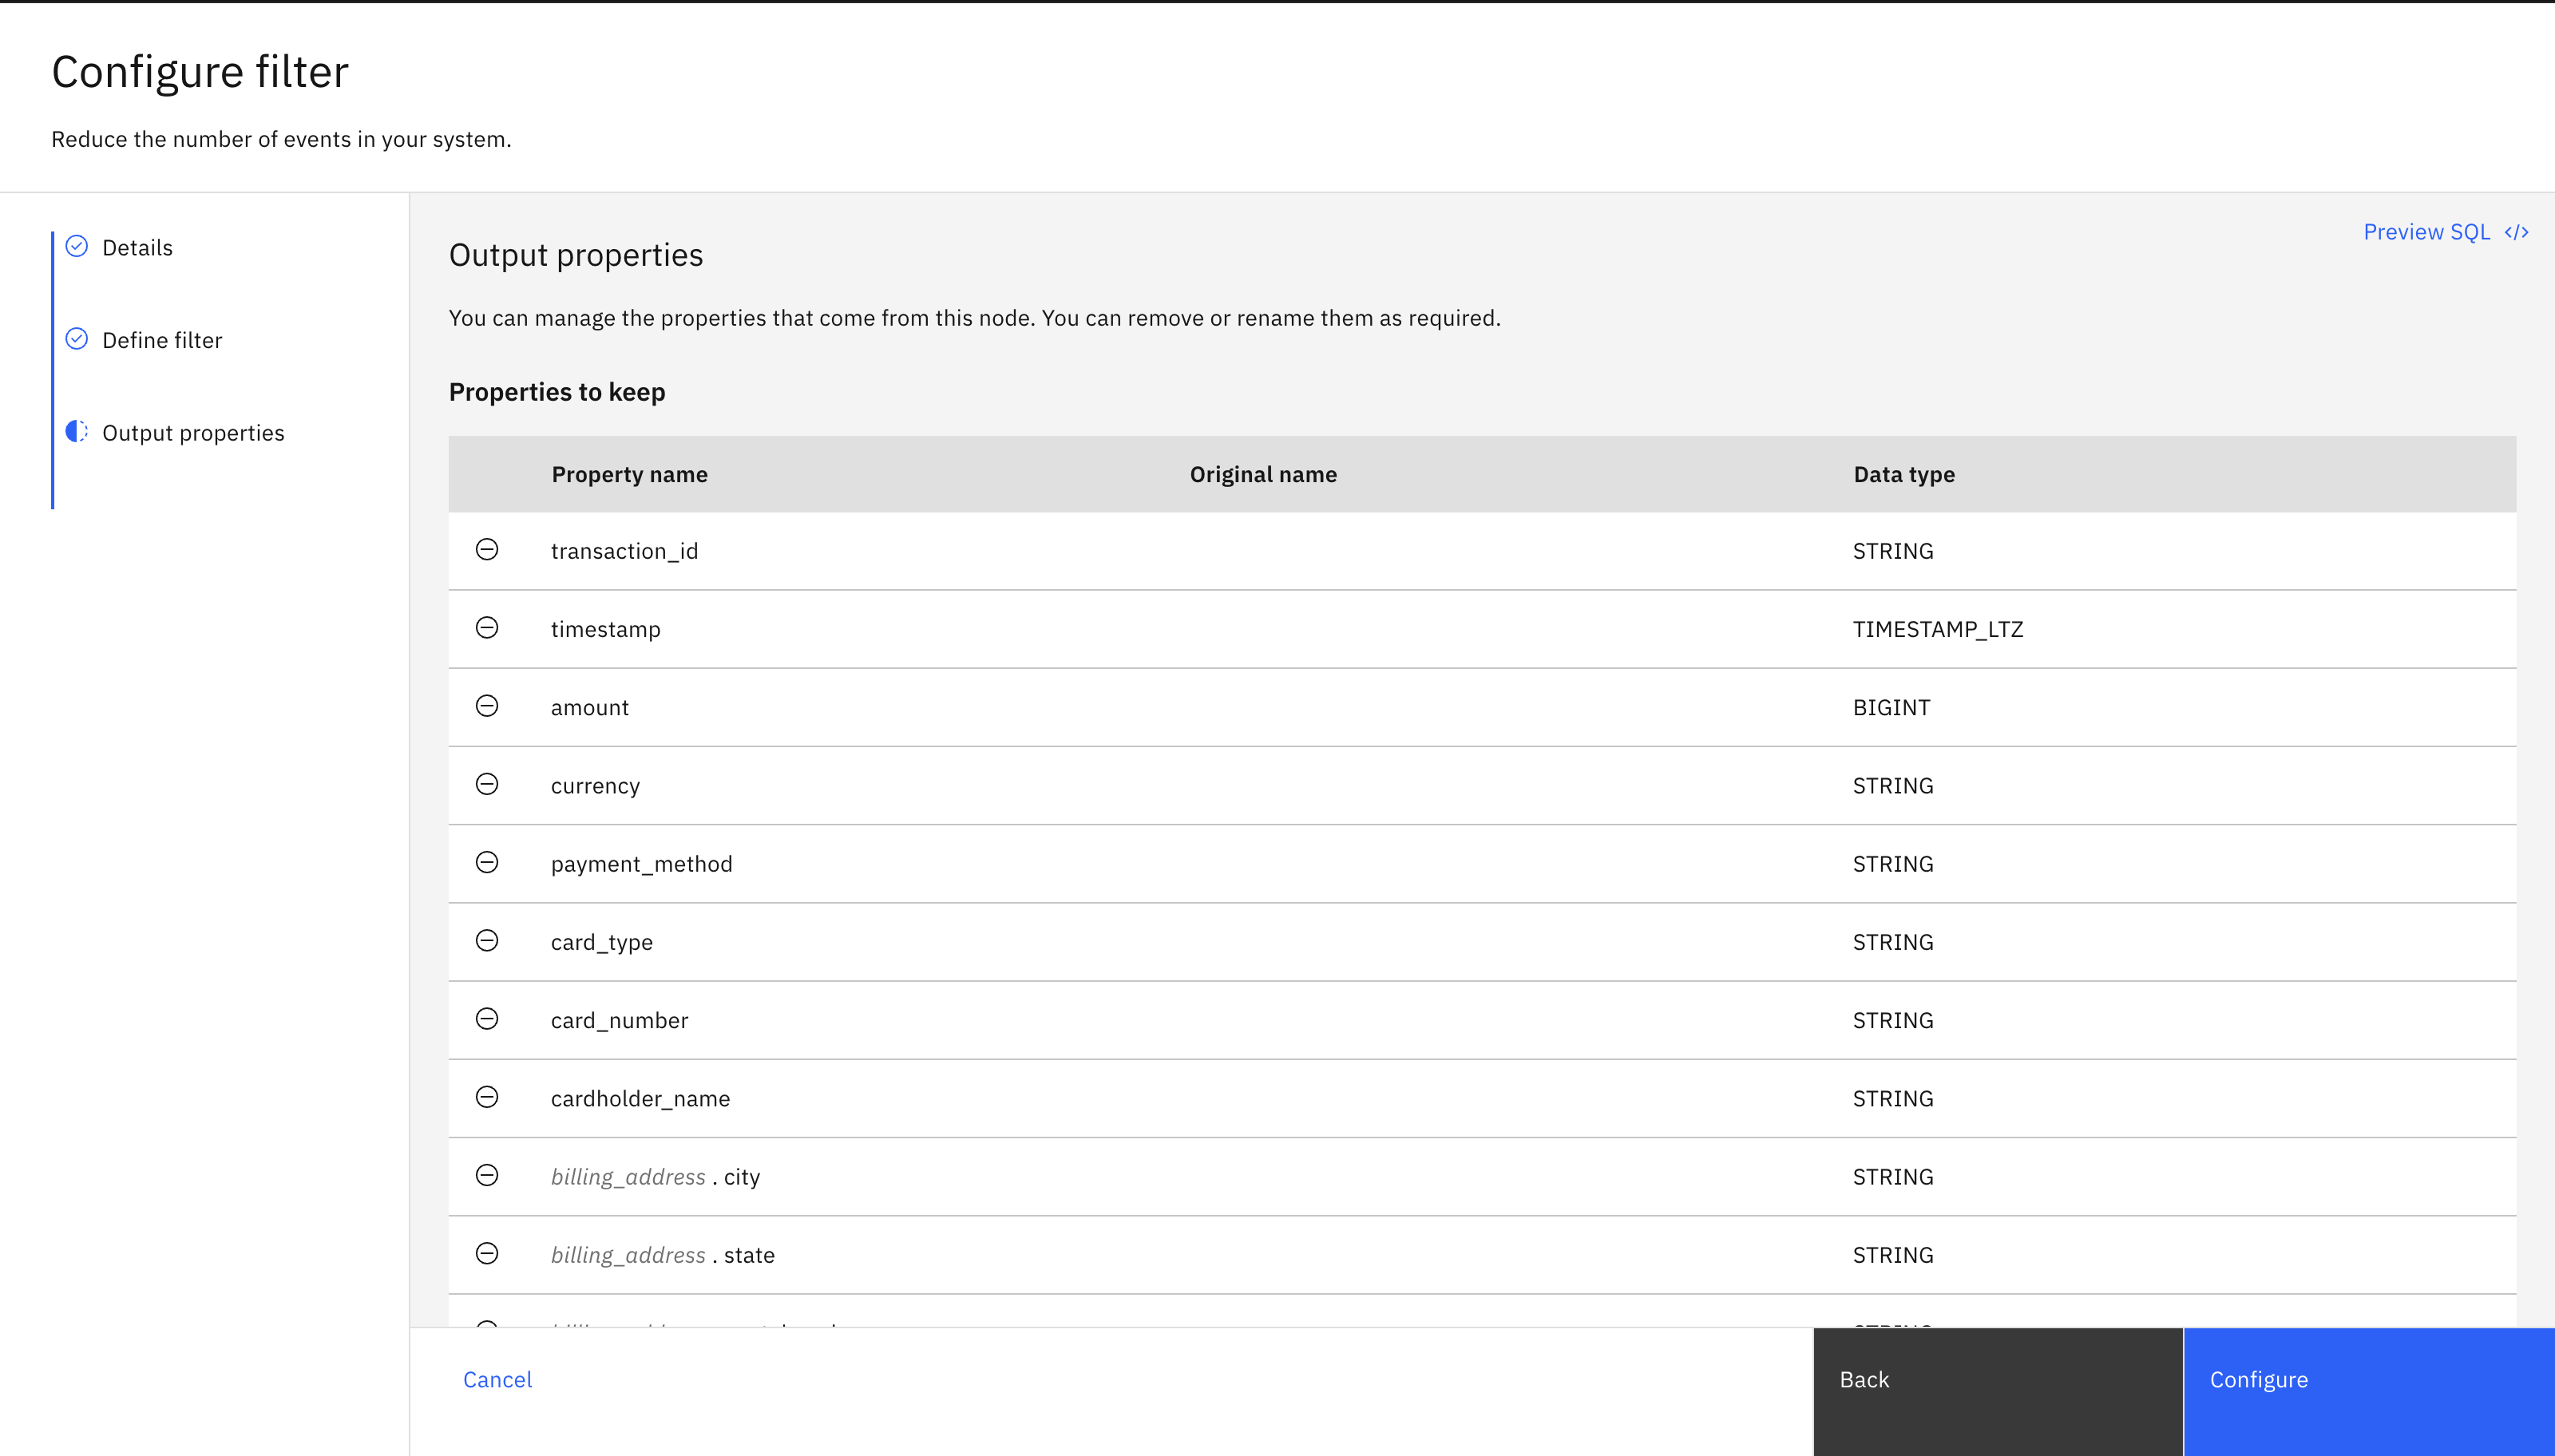 Configure filter
Reduce the number of events in your system.
Details
Define filter
Output properties
Preview SQL </>
Output properties
You can manage the properties that come from this node. You can remove or rename them as required.
Properties to keep
Property name Original name Data type
transaction_id STRING
timestamp TIMESTAMP_LTZ
amount BIGINT
currency STRING
payment_method STRING
card_type STRING
card_number STRING
cardholder_name STRING
billing_address . city STRING
billing_address . state STRING
Cancel
Back
Configure